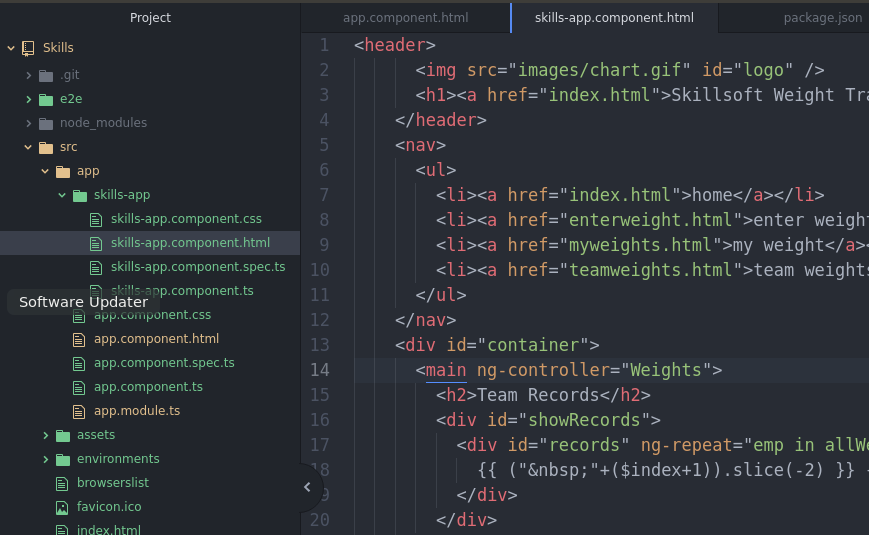 Project
app.component.html
skills-app.component.html
package.json
Skills
.git
e2e
node_modules
src
app
skills-app
skills-app.component.css
skills-app.component.html
skills-app.component.spec.ts
skills-app.component.ts
Software Updater
app.component.css
app.component.html
app.component.spec.ts
app.component.ts
app.module.ts
assets
environments
browserslist
favicon.ico
index.html
1 <header>
2 <img src="images/chart.gif" id="logo" />
3 <h1><a href="index.html">Skillsoft Weight Tra
4 </header>
5 <nav>
6 <ul>
7 <li><a href="index.html">home</a></li>
8 <li><a href="enterweight.html">enter weight
9 <li><a href="myweights.html">my weight</a><
10 <li><a href="teamweights.html">team weights
11 </ul>
12 </nav>
13 <div id="container">
14 <main ng-controller="Weights">
15 <h2>Team Records</h2>
16 <div id="showRecords">
17 <div id="records" ng-repeat="emp in allWe
18 {{ ("&nbsp;"+($index+1)).slice(-2) }}
19 </div>
20 </div>